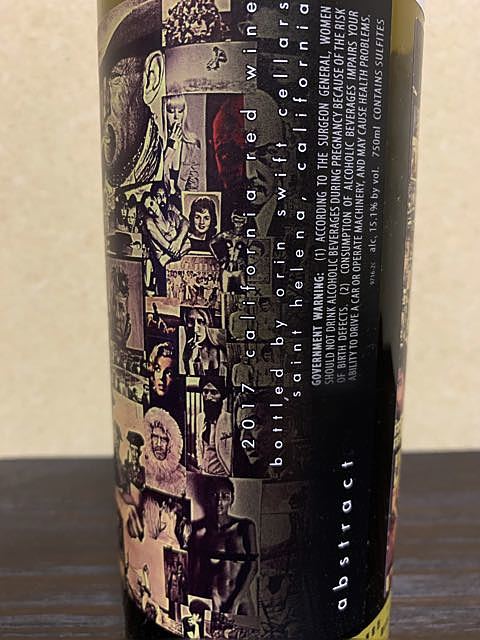 2017 california red wine
bottled by orin swift cellars
saint helena, california
GOVERNMENT WARNING: (1) ACCORDING TO THE SURGEON GENERAL, WOMEN
SHOULD NOT DRINK ALCOHOLIC BEVERAGES DURING PREGNANCY BECAUSE OF THE RISK
OF BIRTH DEFECTS. (2) CONSUMPTION OF ALCOHOLIC BEVERAGES IMPAIRS YOUR
ABILITY TO DRIVE A CAR OR OPERATE MACHINERY, AND MAY CAUSE HEALTH PROBLEMS.
alc, 15.1% by vol. 750ml CONTAINS SULFITES
abstract